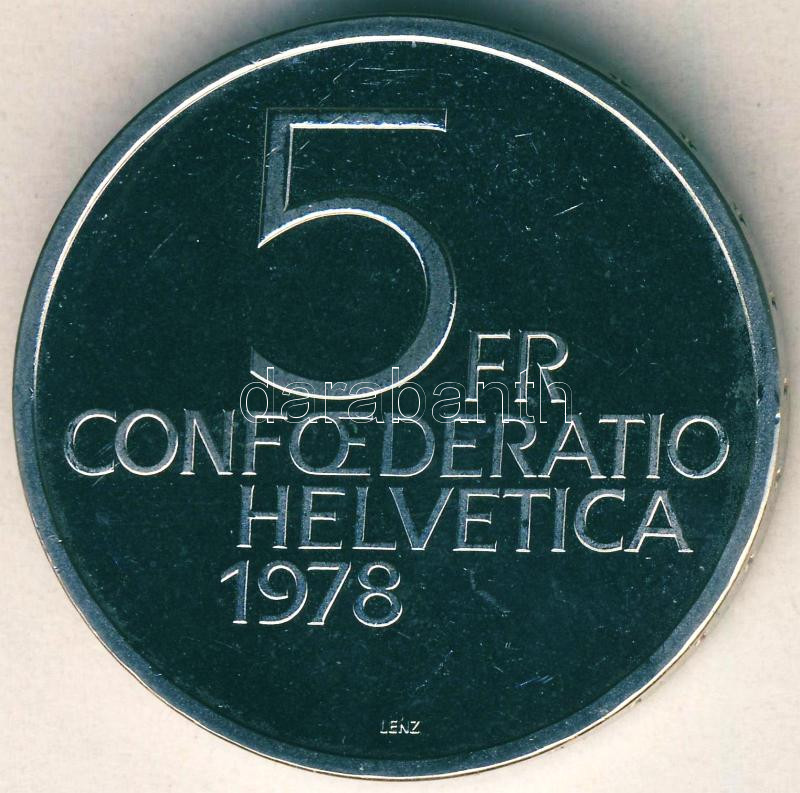 5 FR
darabanth
CONFŒDERATIO
HELVETICA
1978
LENZ